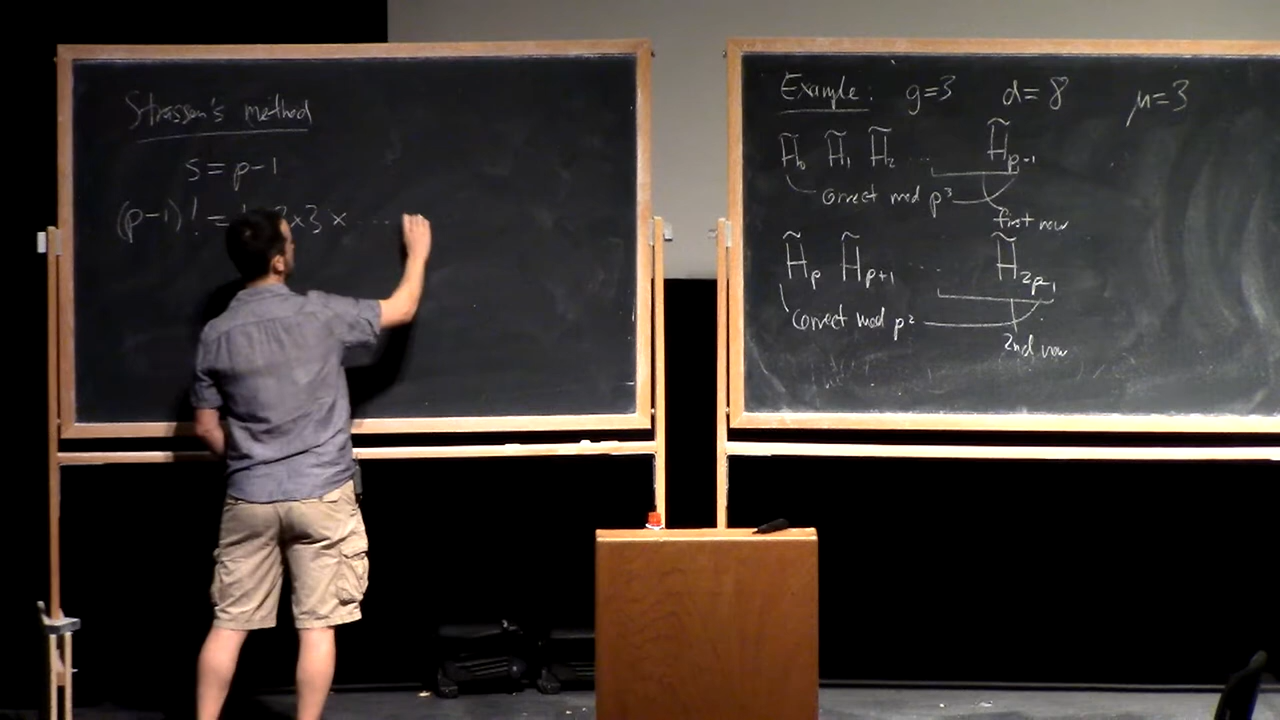 Strassen's method
s = p-1
(p-1)! = 3 x 3 x ...
Example: g=3 d=8 μ=3
H̃₀ H̃₁ H̃₂ ... H̃ₚ₋₁
correct mod p³
first row
H̃ₚ H̃ₚ₊₁ ... H̃₂ₚ₋₁
correct mod p²
2nd row